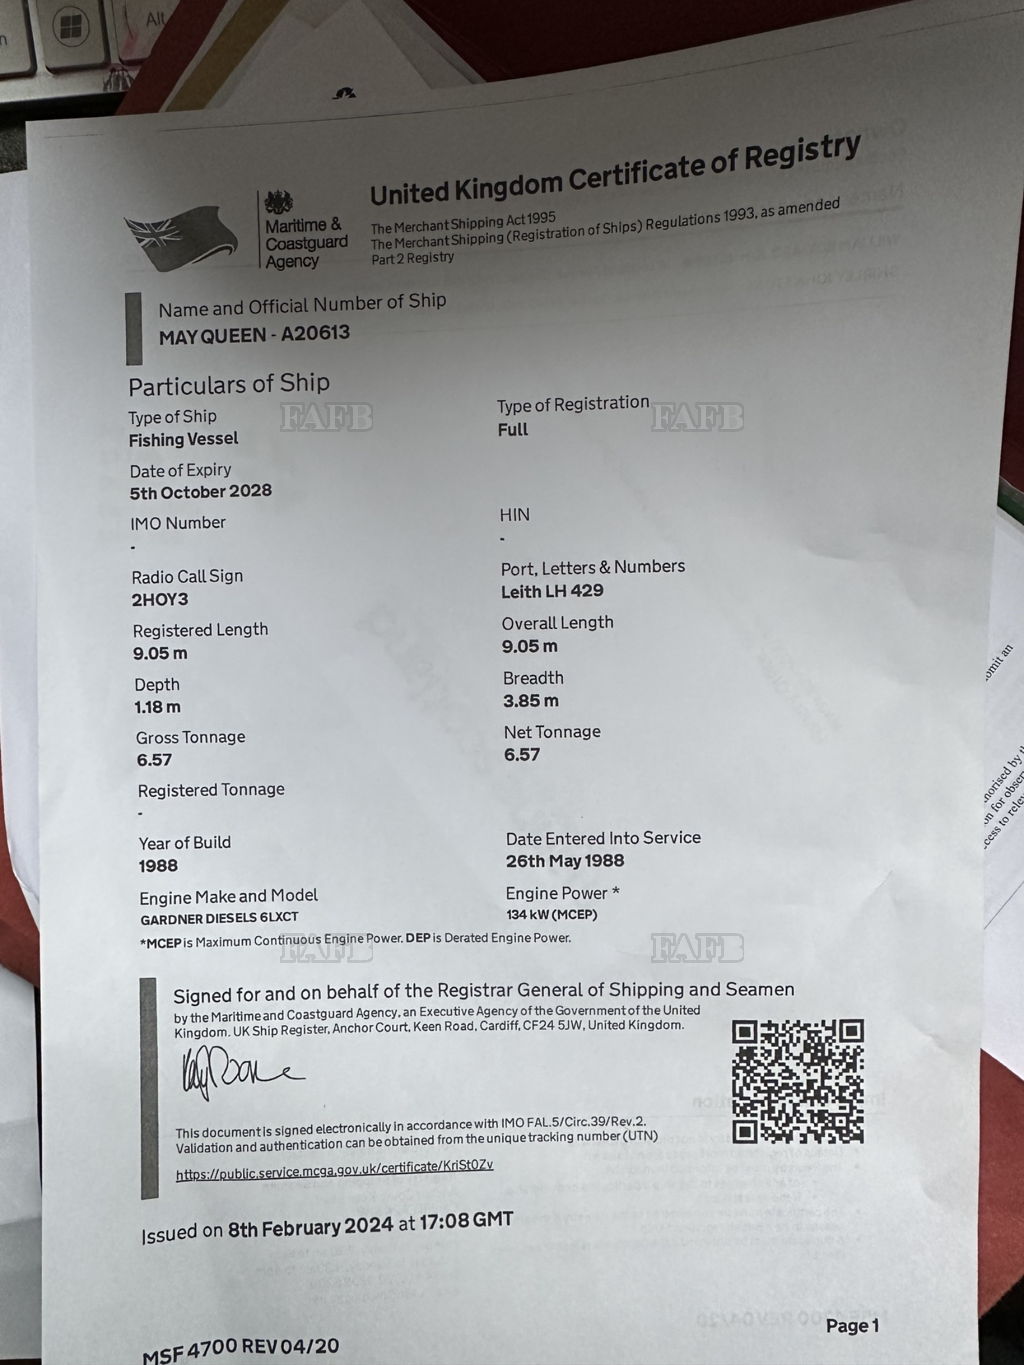 Alt
United Kingdom Certificate of Registry
Maritime &
Coastguard
Agency
The Merchant Shipping Act 1995
The Merchant Shipping (Registration of Ships) Regulations 1993, as amended
Part 2 Registry
Name and Official Number of Ship
MAY QUEEN - A20613
Particulars of Ship
Type of Ship
Fishing Vessel
FAFB
Type of Registration
Full
FAFB
Date of Expiry
5th October 2028
IMO Number
-
HIN
-
Radio Call Sign
2HOY3
Port, Letters & Numbers
Leith LH 429
Registered Length
9.05 m
Overall Length
9.05 m
Depth
1.18 m
Breadth
3.85 m
Gross Tonnage
6.57
Net Tonnage
6.57
Registered Tonnage
-
Year of Build
1988
Date Entered Into Service
26th May 1988
Engine Make and Model
GARDNER DIESELS 6LXCT
Engine Power *
134 kW (MCEP)
*MCEP is Maximum Continuous Engine Power. DEP is Derated Engine Power.
FAFB
FAFB
Signed for and on behalf of the Registrar General of Shipping and Seamen
by the Maritime and Coastguard Agency, an Executive Agency of the Government of the United
Kingdom. UK Ship Register, Anchor Court, Keen Road, Cardiff, CF24 5JW, United Kingdom.
This document is signed electronically in accordance with IMO FAL.5/Circ.39/Rev.2.
Validation and authentication can be obtained from the unique tracking number (UTN)
https://public.service.mcga.gov.uk/certificate/KriSt0Zv
Issued on 8th February 2024 at 17:08 GMT
MSF 4700 REV 04/20
Page 1
omit an